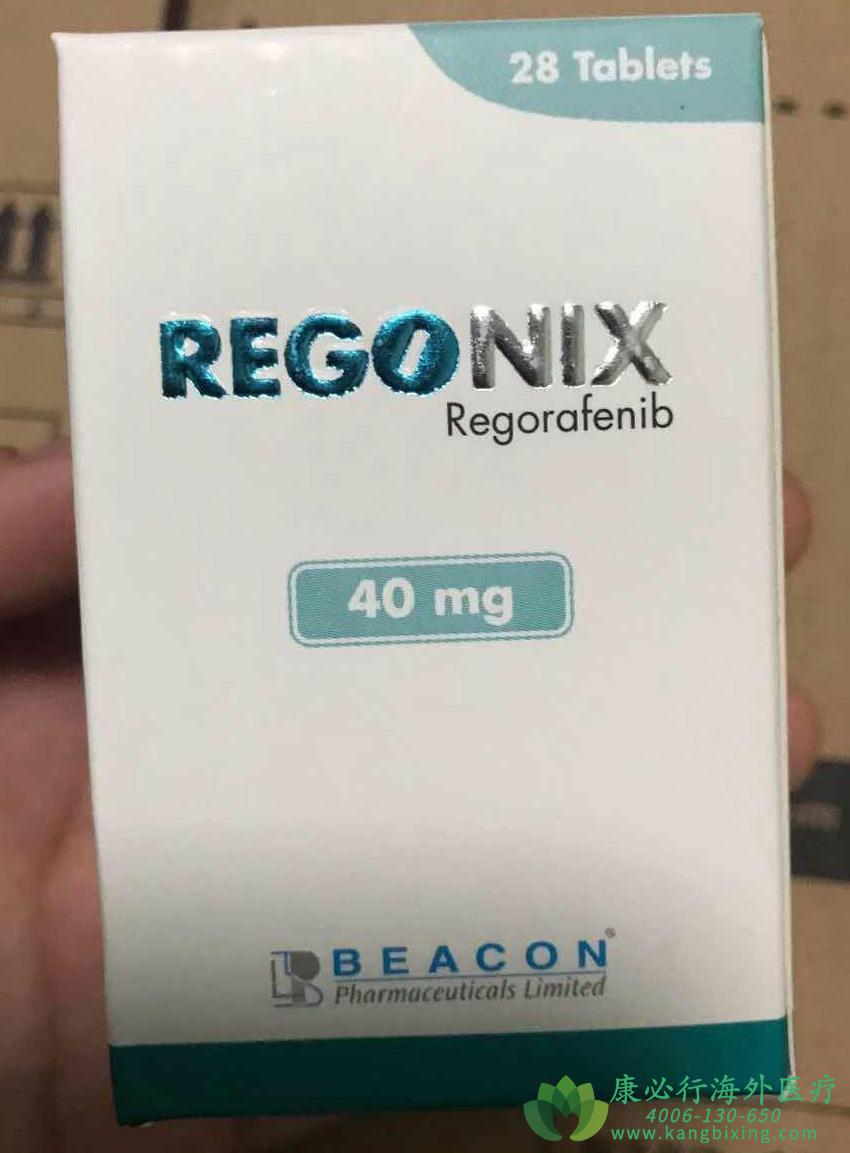 28 Tablets
REGONIX
Regorafenib
40 mg
BEACON®
Pharmaceuticals Limited
康必行海外医疗
4006-130-650
www.kangbixing.com